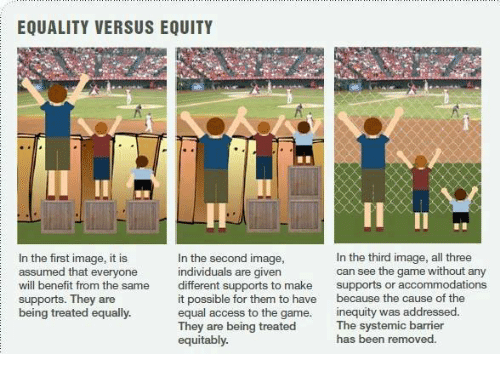 EQUALITY VERSUS EQUITY
In the first image, it is
assumed that everyone
will benefit from the same
supports. They are
being treated equally.
In the second image,
individuals are given
different supports to make
it possible for them to have
equal access to the game.
They are being treated
equitably.
In the third image, all three
can see the game without any
supports or accommodations
because the cause of the
inequity was addressed.
The systemic barrier
has been removed.